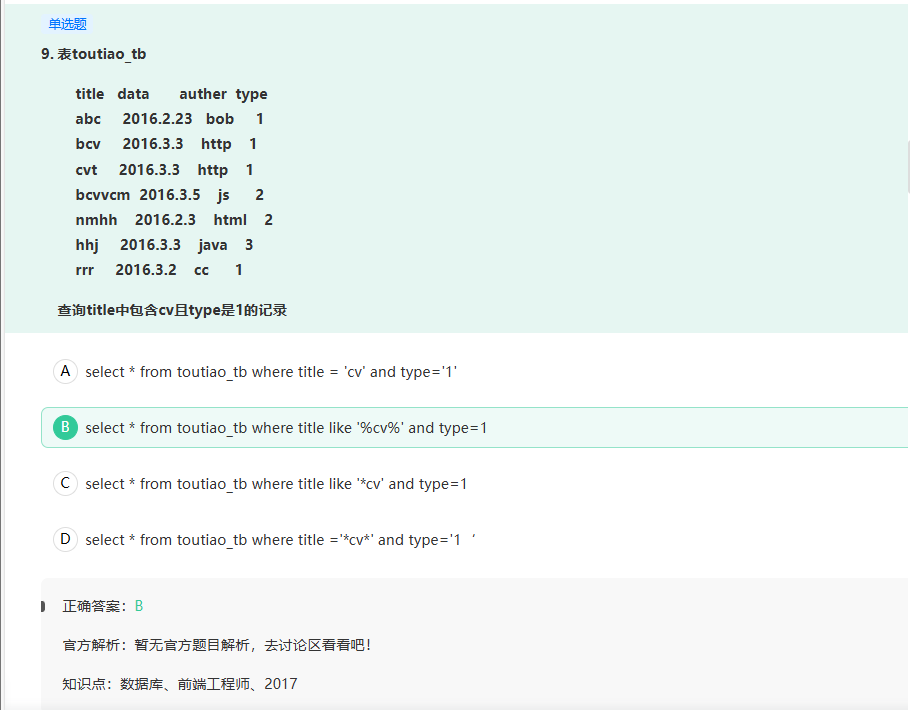 单选题
9. 表toutiao_tb
title data auther type
abc 2016.2.23 bob 1
bcv 2016.3.3 http 1
cvt 2016.3.3 http 1
bcvvcm 2016.3.5 js 2
nmhh 2016.2.3 html 2
hhj 2016.3.3 java 3
rrr 2016.3.2 cc 1
查询title中包含cv且type是1的记录
A select * from toutiao_tb where title = 'cv' and type='1'
B select * from toutiao_tb where title like '%cv%' and type=1
C select * from toutiao_tb where title like '*cv' and type=1
D select * from toutiao_tb where title ='*cv*' and type='1 ‘
正确答案：B
官方解析：暂无官方题目解析，去讨论区看看吧！
知识点：数据库、前端工程师、2017